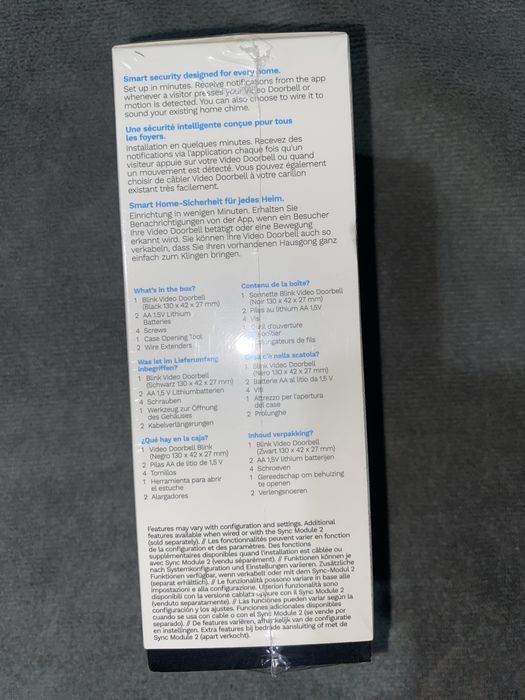 Smart security designed for every home.
Set up in minutes. Receive notifications from the app
whenever a visitor presses your Video Doorbell or
motion is detected. You can also choose to wire it to
sound your existing home chime.
Une sécurité intelligente conçue pour tous
les foyers.
Installation en quelques minutes. Recevez des
notifications via l'application chaque fois qu'un
visiteur appuie sur votre Video Doorbell ou quand
un mouvement est détecté. Vous pouvez également
choisir de câbler Video Doorbell à votre carillon
existant très facilement.
Smart Home-Sicherheit für jedes Heim.
Einrichtung in wenigen Minuten. Erhalten Sie
Benachrichtigungen von der App, wenn ein Besucher
Ihre Video Doorbell betätigt oder eine Bewegung
erkannt wird. Sie können Ihre Video Doorbell auch so
verkabeln, dass Sie Ihren vorhandenen Hausgong ganz
einfach zum Klingen bringen.
What's in the box?
1 Blink Video Doorbell
(Black 130 x 42 x 27 mm)
2 AA 1.5V Lithium
Batteries
4 Screws
1 Case Opening Tool
2 Wire Extenders
Was ist im Lieferumfang
inbegriffen?
1 Blink Video Doorbell
(Schwarz 130 x 42 x 27 mm)
2 AA 1,5 V Lithiumbatterien
4 Schrauben
1 Werkzeug zur Öffnung
des Gehäuses
2 Kabelverlängerungen
¿Qué hay en la caja?
1 Video Doorbell Blink
(Negro 130 x 42 x 27 mm)
2 Pilas AA de litio de 1,5 V
4 Tornillos
1 Herramienta para abrir
el estuche
2 Alargadores
Contenu de la boîte?
1 Sonnette Blink Video Doorbell
(Noir 130 x 42 x 27 mm)
2 Piles au lithium AA 1,5V
4 Vis
d'ouverture
boîtier
de fils
Cosa c'è nella scatola?
1 Blink Video Doorbell
(Nero 130 x 42 x 27 mm)
2 Batterie AA al litio da 1,5 V
4 Viti
1 Attrezzo per l'apertura
del case
2 Prolunghe
Inhoud verpakking?
1 Blink Video Doorbell
(Zwart 130 x 42 x 27 mm)
2 AA 1,5V lithium batterijen
4 Schroeven
1 Gereedschap om behuizing
te openen
2 Verlengsnoeren
Features may vary with configuration and settings. Additional
features available when wired or with the Sync Module 2
(sold separately). // Les fonctionnalités peuvent varier en fonction
de la configuration et des paramètres. Des fonctions
supplémentaires disponibles quand l'installation est câblée ou
avec Sync Module 2 (vendu séparément). // Funktionen können je
nach Systemkonfiguration und Einstellungen variieren. Zusätzliche
Funktionen verfügbar, wenn verkabelt oder mit dem Sync-Modul 2
(separat erhältlich). // Le funzionalità possono variare in base alle
impostazioni e alla configurazione. Ulteriori funzionalità sono
disponibili con la versione cablata oppure con il Sync Module 2
(venduto separatamente). // Las funciones pueden variar según la
configuración y los ajustes. Funciones adicionales disponibles
cuando se usa con cable o con el Sync Module 2 (se vende por
separado). // De features variëren, afhankelijk van de configuratie
en instellingen. Extra features bij bedrade aansluiting of met de
Sync Module 2 (apart verkocht).